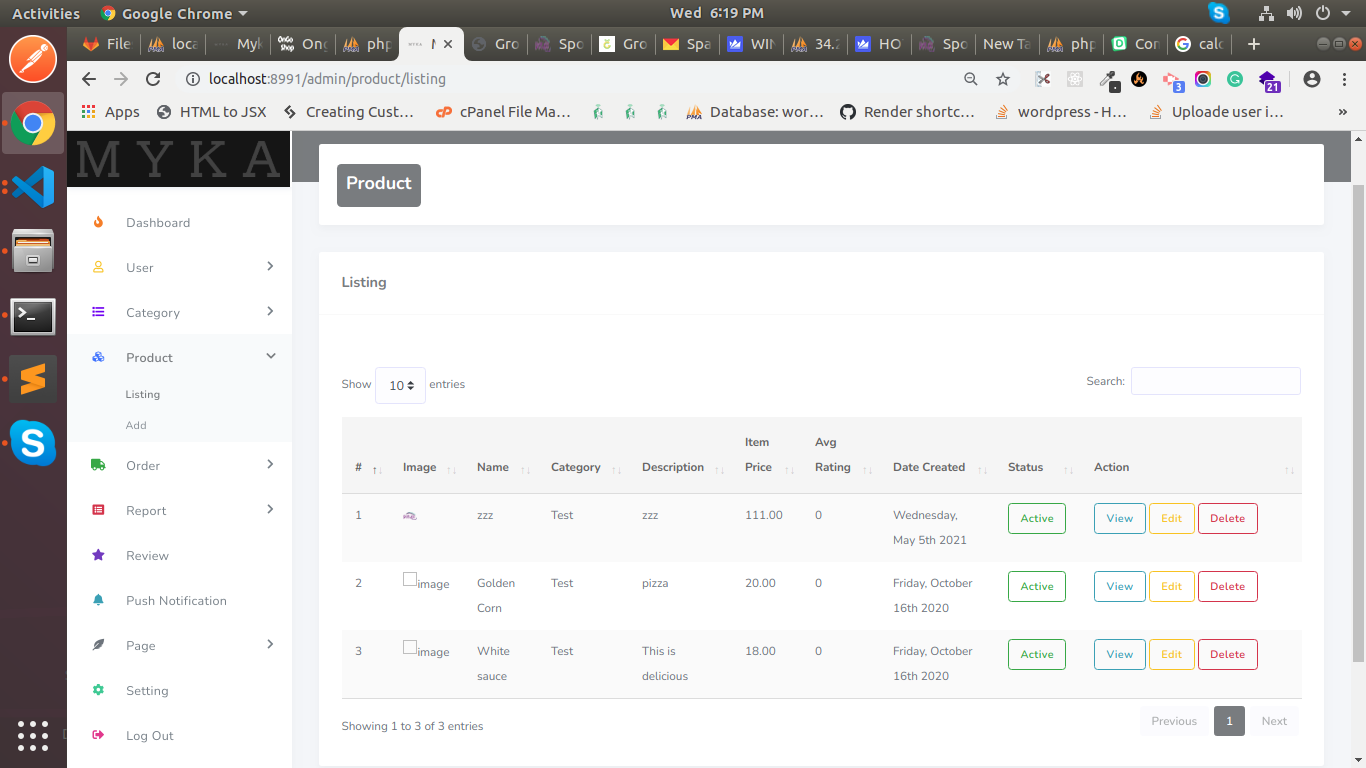 Activities Google Chrome Wed 6:19 PM
File loca Myk Ong php Gro Spo Gro Spa WIN 34.2 HO Spo New Ta php Con calc
localhost:8991/admin/product/listing 3 21
Apps HTML to JSX Creating Cust… cPanel File Ma… Database: wor… Render shortc… wordpress - H… Uploade user i… »
MYKA
Product
Dashboard
User
Category
Product
Listing
Add
Order
Report
Review
Push Notification
Page
Setting
Log Out
Listing
Show 10 entries
Search:
# Image Name Category Description Item Price Avg Rating Date Created Status Action
1 zzz Test zzz 111.00 0 Wednesday, Active View Edit Delete
May 5th 2021
2 image Golden Test pizza 20.00 0 Friday, October Active View Edit Delete
Corn 16th 2020
3 image White Test This is 18.00 0 Friday, October Active View Edit Delete
sauce delicious 16th 2020
Showing 1 to 3 of 3 entries
Previous 1 Next